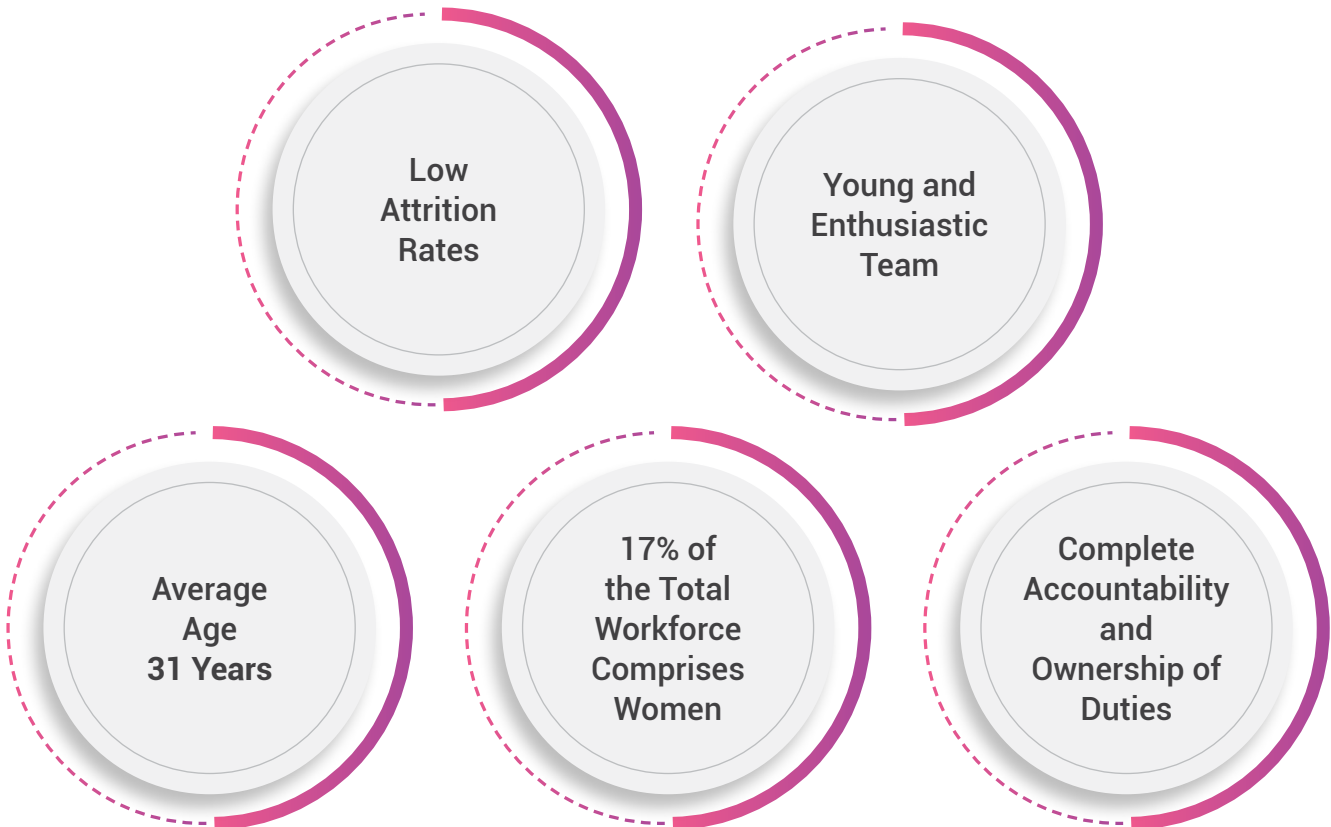 Low
Attrition
Rates
Young and
Enthusiastic
Team
Average
Age
31 Years
17% of
the Total
Workforce
Comprises
Women
Complete
Accountability
and
Ownership of
Duties